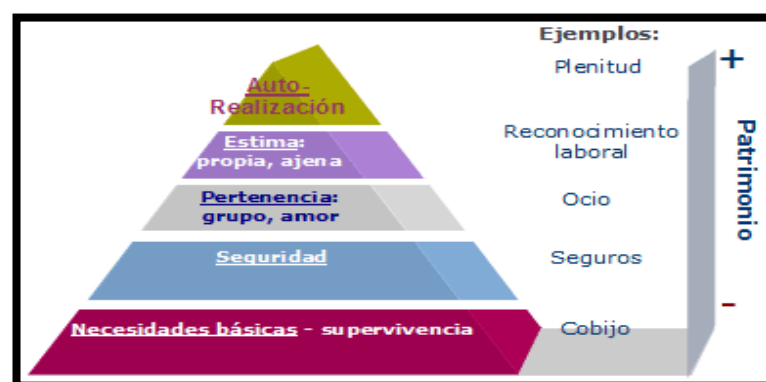 Ejemplos:
Auto-
Realización
Plenitud
Estima:
propia, ajena
Reconocimiento
laboral
Pertenencia:
grupo, amor
Ocio
Seguridad
Seguros
Necesidades básicas - supervivencia
Cobijo
+
Patrimonio
-